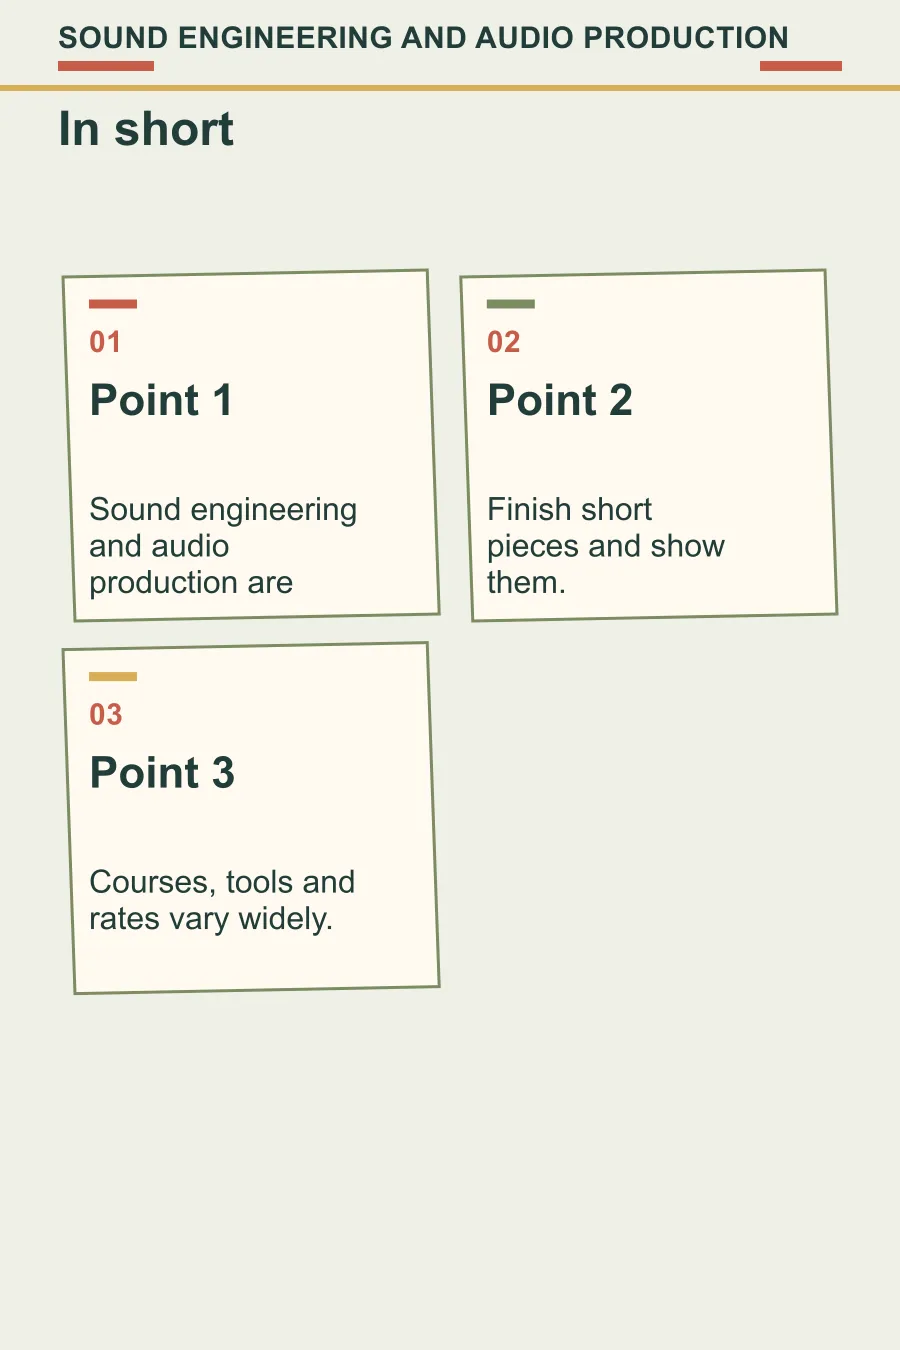 SOUND ENGINEERING AND AUDIO PRODUCTION
In short
01
Point 1
Sound engineering
and audio
production are
02
Point 2
Finish short
pieces and show
them.
03
Point 3
Courses, tools and
rates vary widely.